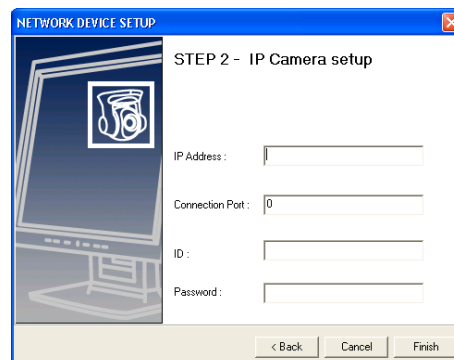 NETWORK DEVICE SETUP
STEP 2 - IP Camera setup
IP Address :
Connection Port : 0
ID :
Password :
< Back Cancel Finish